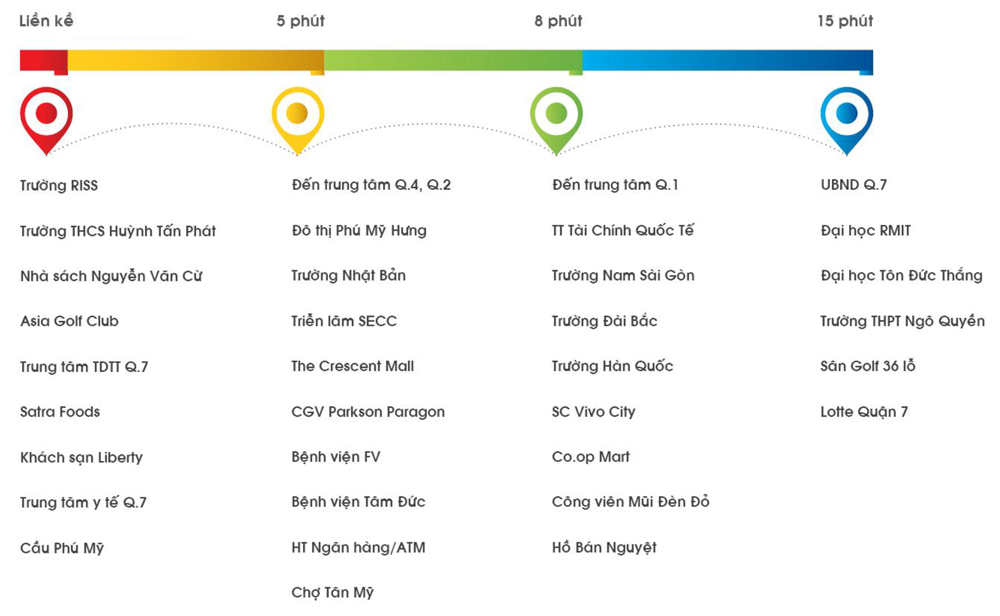 Liền kề
5 phút
8 phút
15 phút
Trường RISS
Trường THCS Huỳnh Tấn Phát
Nhà sách Nguyễn Văn Cừ
Asia Golf Club
Trung tâm TDTT Q.7
Satra Foods
Khách sạn Liberty
Trung tâm y tế Q.7
Cầu Phú Mỹ
Đến trung tâm Q.4, Q.2
Đô thị Phú Mỹ Hưng
Trường Nhật Bản
Triễn lãm SECC
The Crescent Mall
CGV Parkson Paragon
Bệnh viện FV
Bệnh viện Tâm Đức
HT Ngân hàng/ATM
Chợ Tân Mỹ
Đến trung tâm Q.1
TT Tài Chính Quốc Tế
Trường Nam Sài Gòn
Trường Đài Bắc
Trường Hàn Quốc
SC Vivo City
Co.op Mart
Công viên Mũi Đèn Đỏ
Hồ Bán Nguyệt
UBND Q.7
Đại học RMIT
Đại học Tôn Đức Thắng
Trường THPT Ngô Quyền
Sân Golf 36 lỗ
Lotte Quận 7